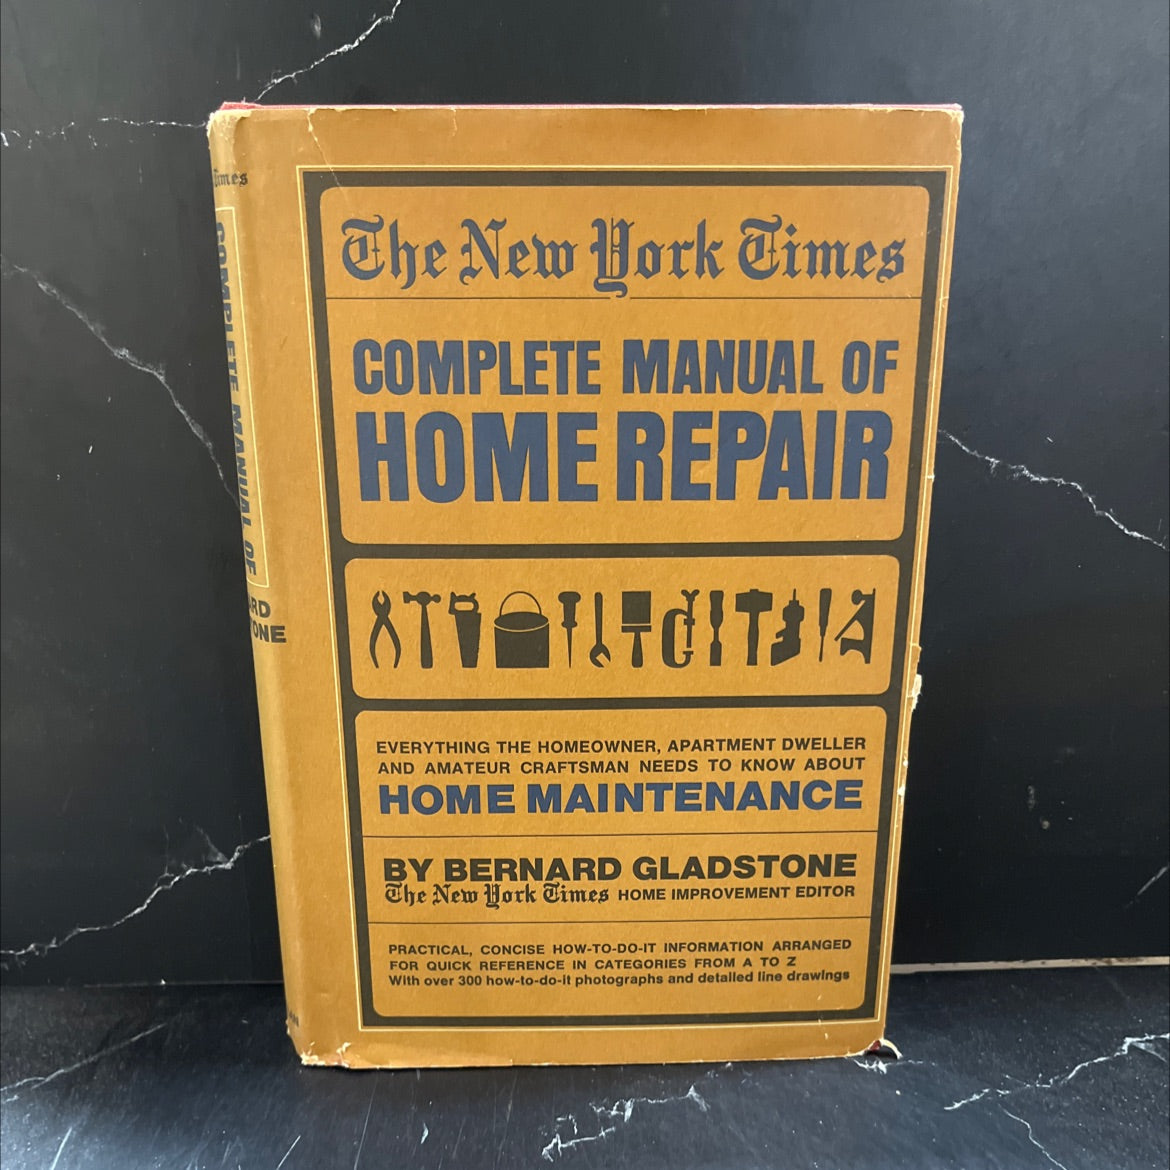 The New York Times
COMPLETE MANUAL OF
HOME REPAIR
EVERYTHING THE HOMEOWNER, APARTMENT DWELLER
AND AMATEUR CRAFTSMAN NEEDS TO KNOW ABOUT
HOME MAINTENANCE
BY BERNARD GLADSTONE
The New York Times HOME IMPROVEMENT EDITOR
PRACTICAL, CONCISE HOW-TO-DO-IT INFORMATION ARRANGED
FOR QUICK REFERENCE IN CATEGORIES FROM A TO Z
With over 300 how-to-do-it photographs and detailed line drawings
Times
COMPLETE MANUAL OF
ARD
TONE